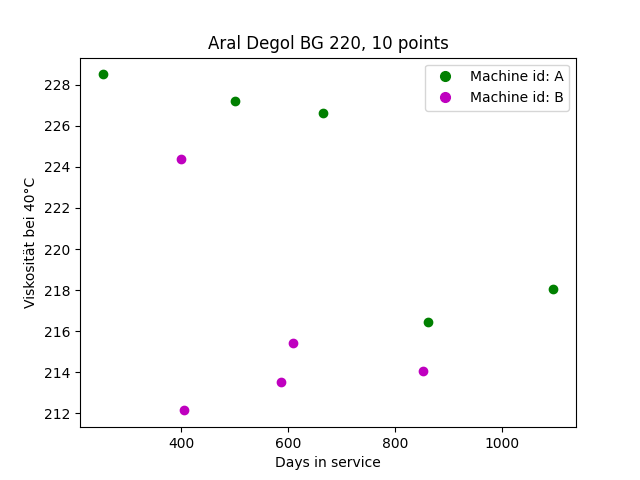 Aral Degol BG 220, 10 points
Machine id: A
Machine id: B
Viskosität bei 40°C
228
226
224
222
220
218
216
214
212
400 600 800 1000
Days in service